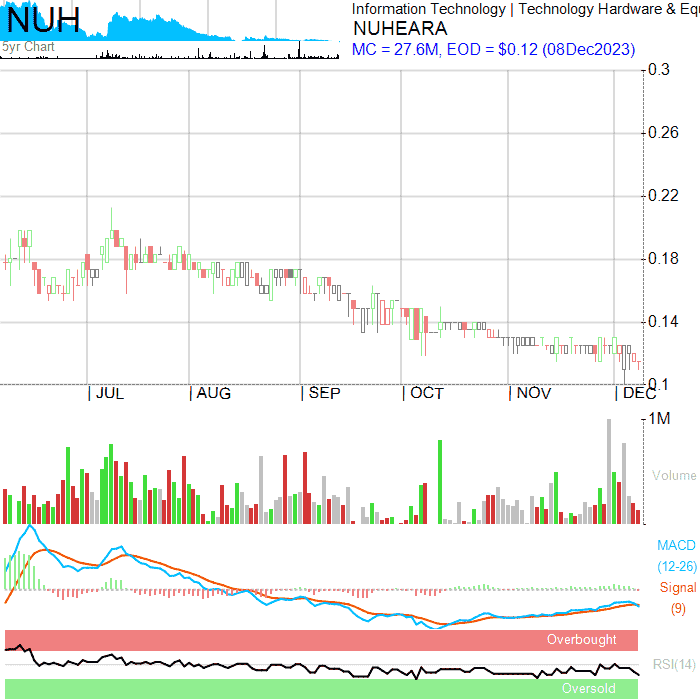 NUH
5yr Chart
Information Technology | Technology Hardware & Equ
NUHEARA
MC = 27.6M, EOD = $0.12 (08Dec2023)
0.3
0.26
0.22
0.18
0.14
0.1
| JUL
| AUG
| SEP
| OCT
| NOV
| DEC
1M
Volume
MACD
(12-26)
Signal
(9)
Overbought
RSI(14)
Oversold